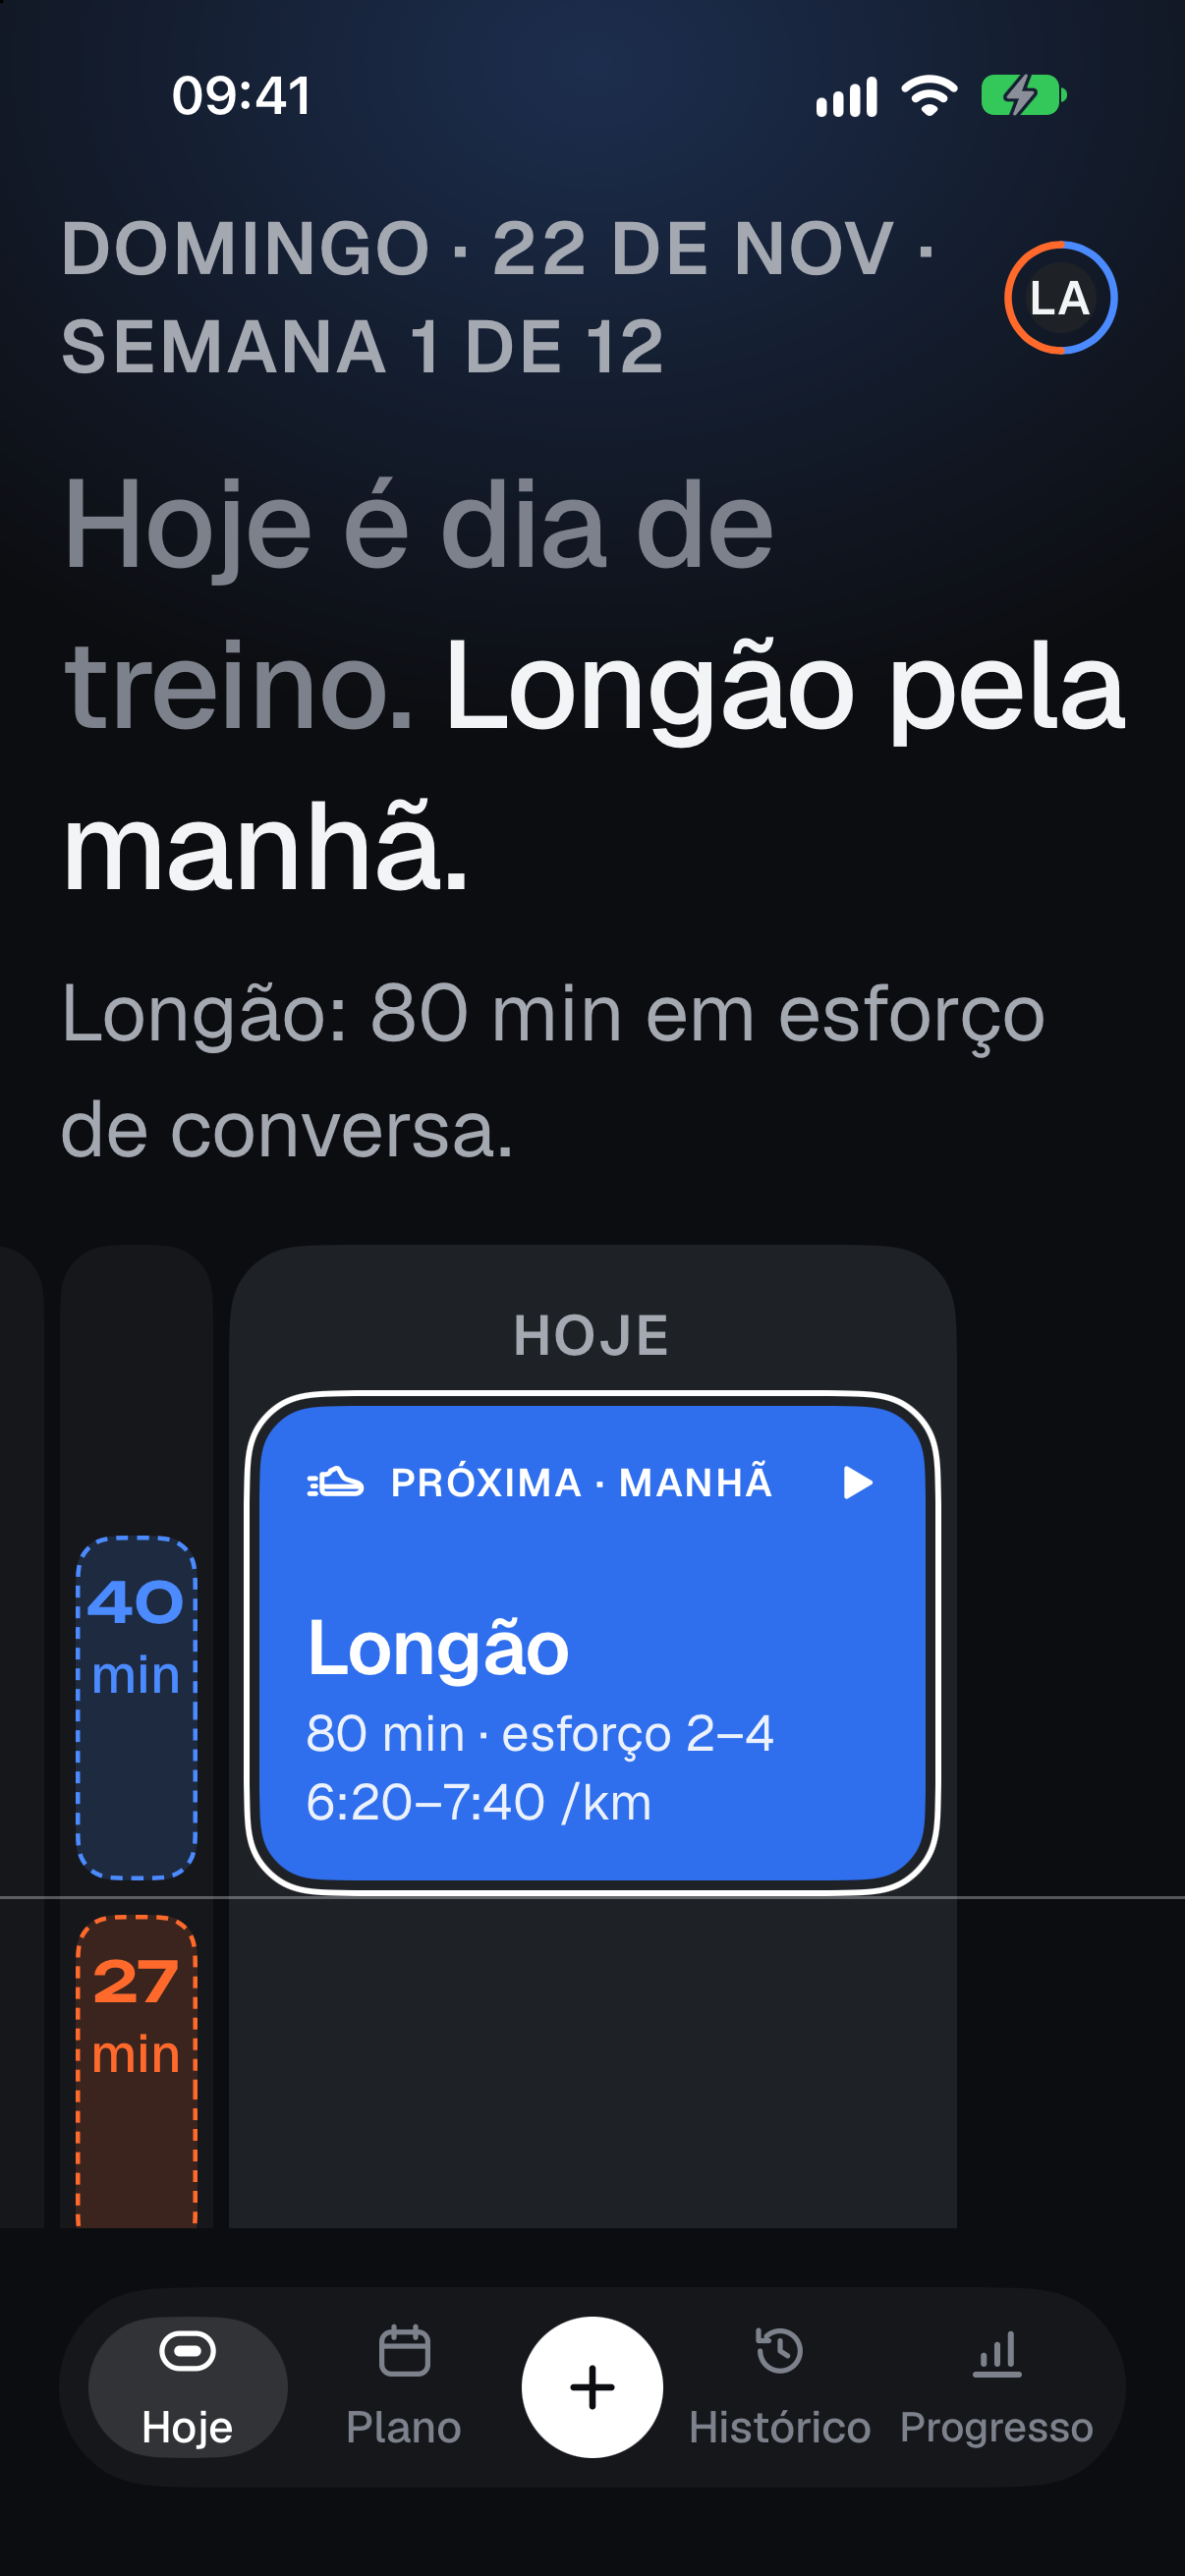 09:41
DOMINGO · 22 DE NOV ·
SEMANA 1 DE 12
LA
Hoje é dia de
treino. Longão pela
manhã.
Longão: 80 min em esforço
de conversa.
HOJE
PRÓXIMA · MANHÃ
Longão
80 min · esforço 2–4
6:20–7:40 /km
40
min
27
min
Hoje
Plano
Histórico
Progresso